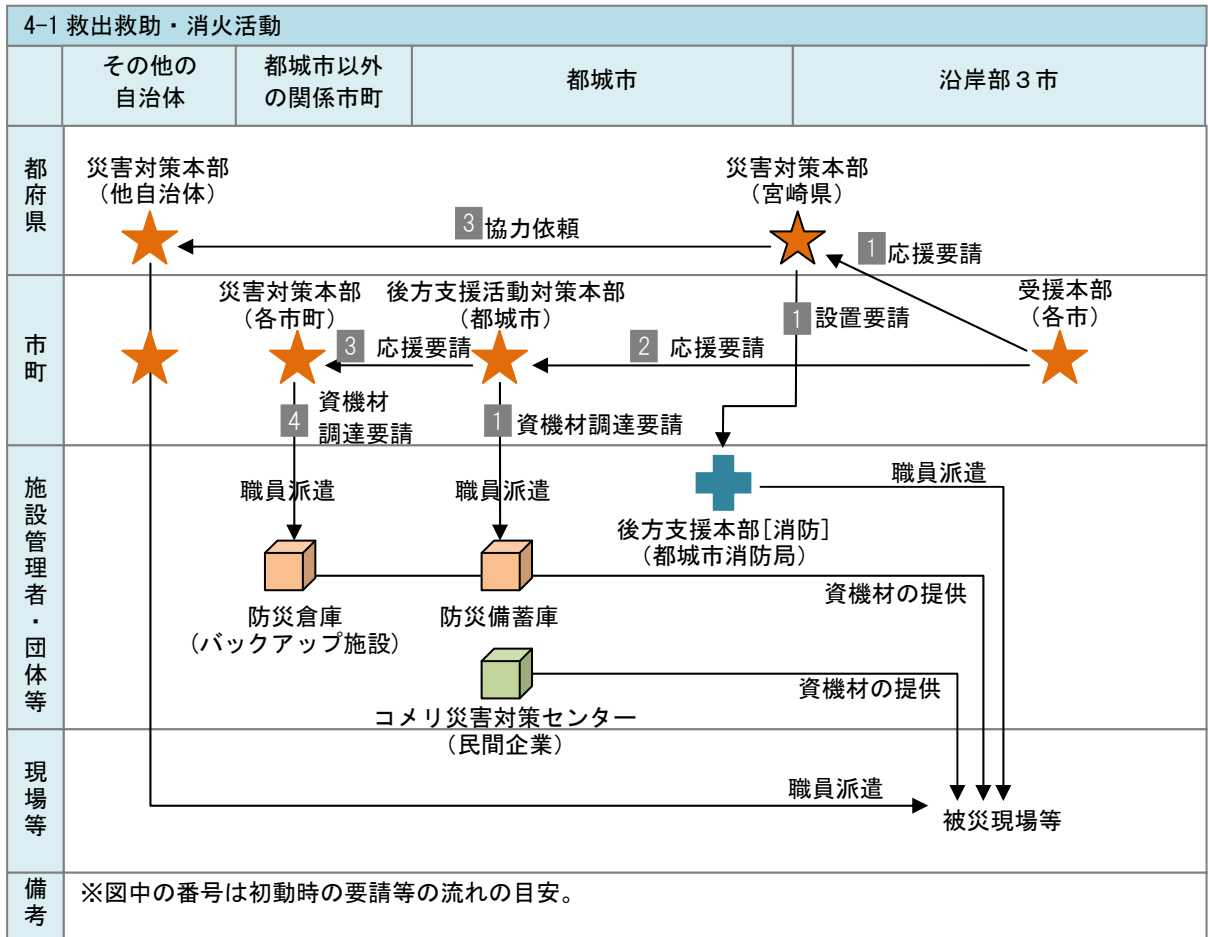 4-1 救出救助・消火活動
その他の
自治体
都城市以外
の関係市町
都城市
沿岸部３市
都府県
災害対策本部
（他自治体）
災害対策本部
（宮崎県）
3 協力依頼
1 応援要請
市町
災害対策本部
（各市町）
後方支援活動対策本部
（都城市）
1 設置要請
受援本部
（各市）
3 応援要請
2 応援要請
4 資機材
調達要請
1 資機材調達要請
施設管理者・団体等
職員派遣
職員派遣
職員派遣
後方支援本部[消防]
（都城市消防局）
防災倉庫
（バックアップ施設）
防災備蓄庫
資機材の提供
コメリ災害対策センター
（民間企業）
資機材の提供
現場等
職員派遣
被災現場等
備考
※図中の番号は初動時の要請等の流れの目安。